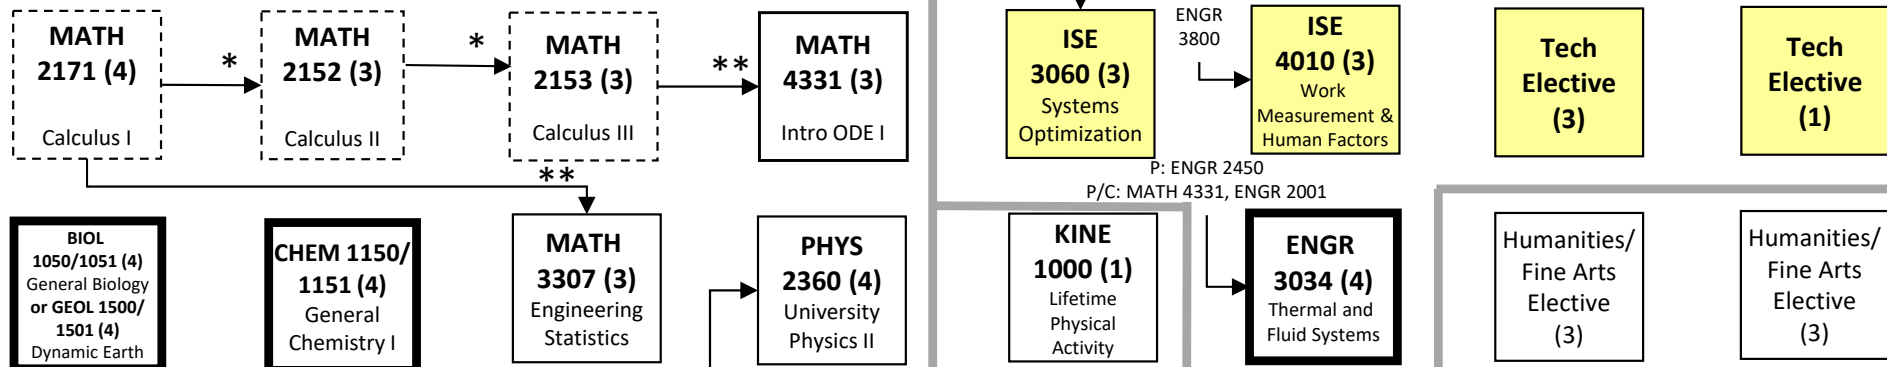 MATH
2171 (4)
Calculus I
*
MATH
2152 (3)
Calculus II
*
MATH
2153 (3)
Calculus III
**
MATH
4331 (3)
Intro ODE I
ISE
3060 (3)
Systems
Optimization
ENGR
3800
ISE
4010 (3)
Work
Measurement &
Human Factors
Tech
Elective
(3)
Tech
Elective
(1)
**
P: ENGR 2450
P/C: MATH 4331, ENGR 2001
BIOL
1050/1051 (4)
General Biology
or GEOL 1500/
1501 (4)
Dynamic Earth
CHEM 1150/
1151 (4)
General
Chemistry I
MATH
3307 (3)
Engineering
Statistics
PHYS
2360 (4)
University
Physics II
KINE
1000 (1)
Lifetime
Physical
Activity
ENGR
3034 (4)
Thermal and
Fluid Systems
Humanities/
Fine Arts
Elective
(3)
Humanities/
Fine Arts
Elective
(3)